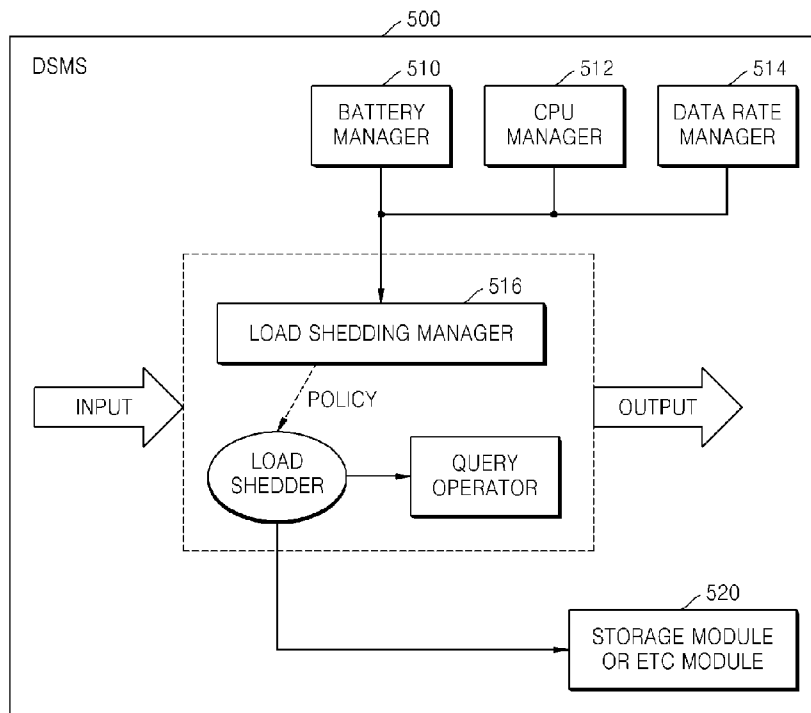 500
DSMS
510
512
514
BATTERY
MANAGER
CPU
MANAGER
DATA RATE
MANAGER
516
LOAD SHEDDING MANAGER
INPUT
POLICY
OUTPUT
LOAD
SHEDDER
QUERY
OPERATOR
520
STORAGE MODULE
OR ETC MODULE